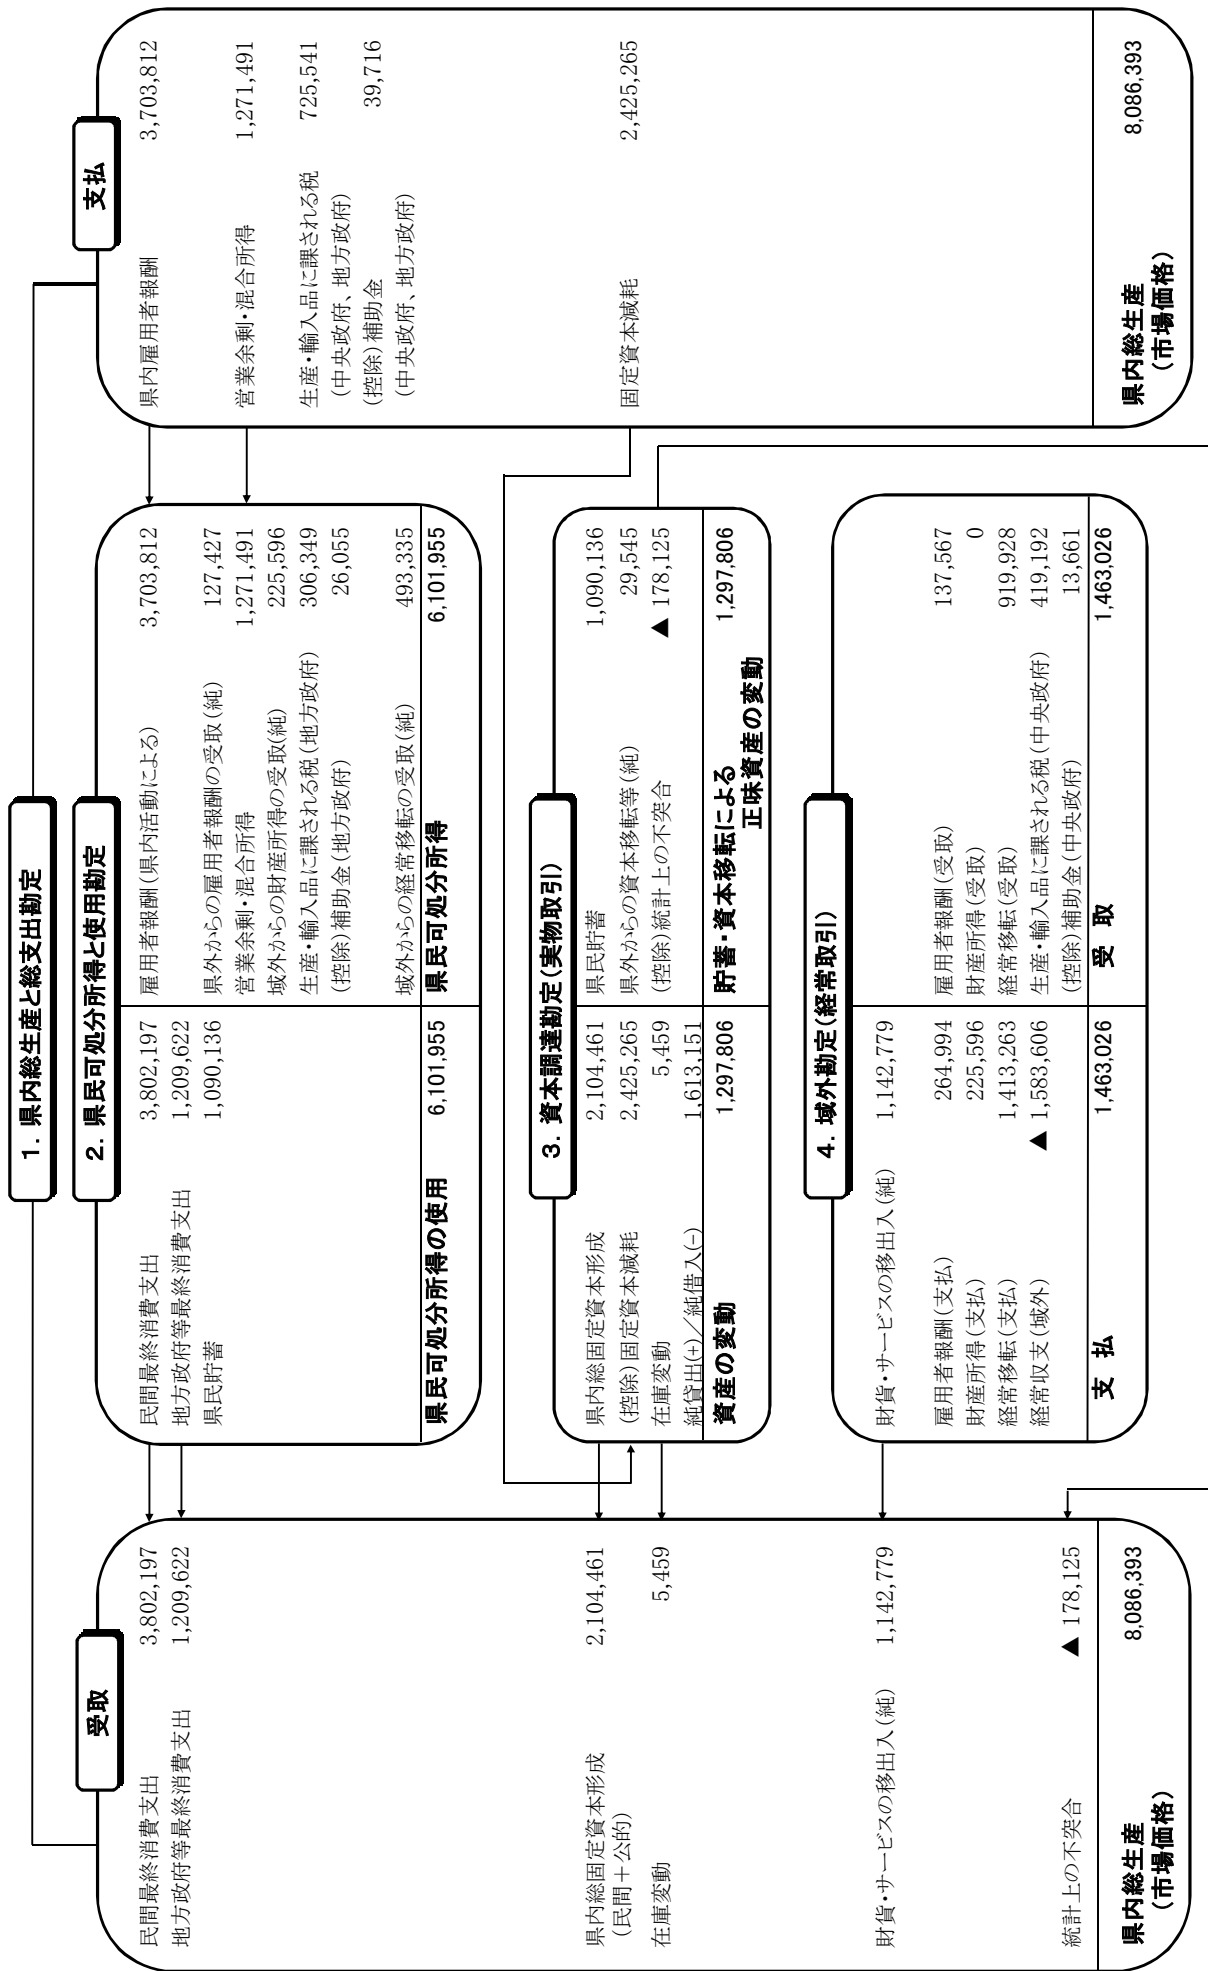 1. 県内総生産と総支出勘定
受取
民間最終消費支出 3,802,197
地方政府等最終消費支出 1,209,622
県内総固定資本形成 2,104,461
(民間＋公的)
在庫変動 5,459
財貨・サービスの移出入(純) 1,142,779
統計上の不突合 ▲ 178,125
県内総生産 8,086,393
(市場価格)
2. 県民可処分所得と使用勘定
民間最終消費支出 3,802,197
地方政府等最終消費支出 1,209,622
県民貯蓄 1,090,136
県民可処分所得の使用 6,101,955
雇用者報酬(県内活動による) 3,703,812
県外からの雇用者報酬の受取(純) 127,427
営業余剰・混合所得 1,271,491
域外からの財産所得の受取(純) 225,596
生産・輸入品に課される税(地方政府) 306,349
(控除)補助金(地方政府) 26,055
域外からの経常移転の受取(純) 493,335
県民可処分所得 6,101,955
3. 資本調達勘定(実物取引)
県内総固定資本形成 2,104,461
(控除)固定資本減耗 2,425,265
在庫変動 5,459
純貸出(+)／純借入(-) 1,613,151
資産の変動 1,297,806
県民貯蓄 1,090,136
県外からの資本移転等(純) 29,545
(控除)統計上の不突合 ▲ 178,125
貯蓄・資本移転による 1,297,806
正味資産の変動
4. 域外勘定(経常取引)
財貨・サービスの移出入(純) 1,142,779
雇用者報酬(支払) 264,994
財産所得(支払) 225,596
経常移転(支払) 1,413,263
経常収支(域外) ▲ 1,583,606
支 払 1,463,026
雇用者報酬(受取) 137,567
財産所得(受取) 0
経常移転(受取) 919,928
生産・輸入品に課される税(中央政府) 419,192
(控除)補助金(中央政府) 13,661
受 取 1,463,026
支払
県内雇用者報酬 3,703,812
営業余剰・混合所得 1,271,491
生産・輸入品に課される税 725,541
(中央政府、地方政府)
(控除)補助金 39,716
(中央政府、地方政府)
固定資本減耗 2,425,265
県内総生産 8,086,393
(市場価格)